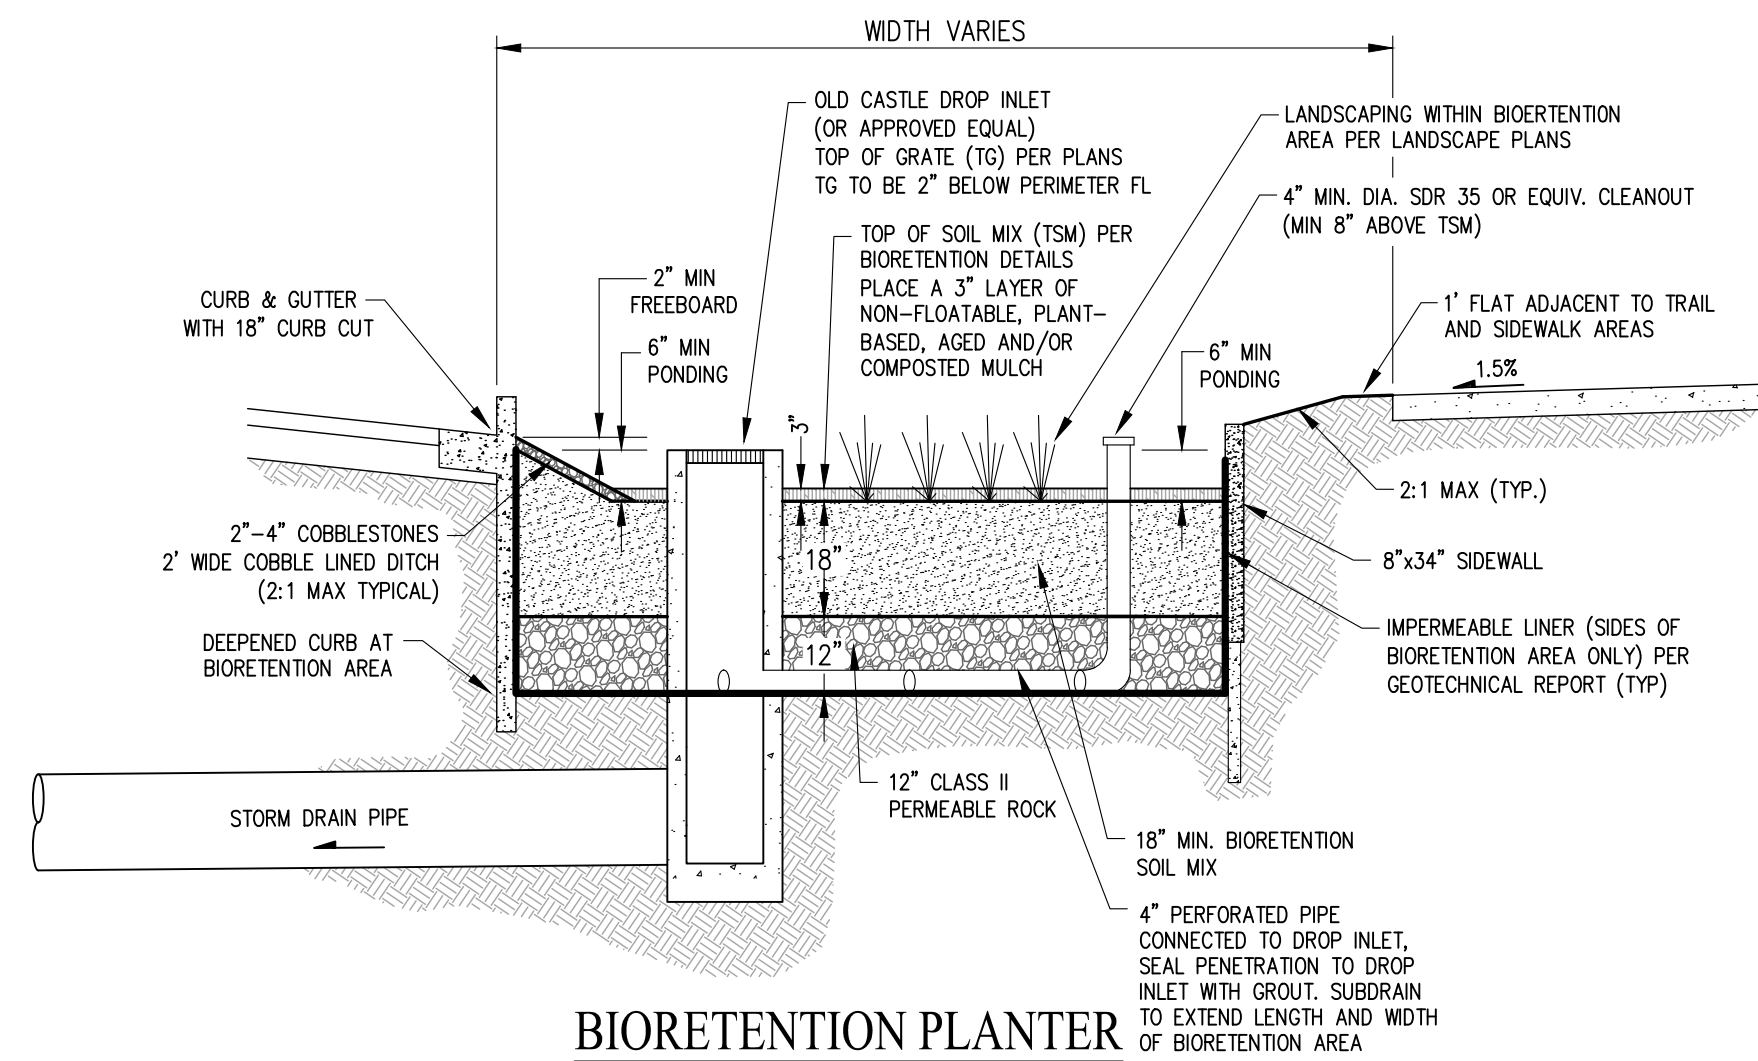 WIDTH VARIES
OLD CASTLE DROP INLET
(OR APPROVED EQUAL)
TOP OF GRATE (TG) PER PLANS
TG TO BE 2” BELOW PERIMETER FL
LANDSCAPING WITHIN BIOERTENTION
AREA PER LANDSCAPE PLANS
4” MIN. DIA. SDR 35 OR EQUIV. CLEANOUT
(MIN 8” ABOVE TSM)
TOP OF SOIL MIX (TSM) PER
BIORETENTION DETAILS
PLACE A 3” LAYER OF
NON-FLOATABLE, PLANT-
BASED, AGED AND/OR
COMPOSTED MULCH
2” MIN
FREEBOARD
6” MIN
PONDING
CURB & GUTTER
WITH 18” CURB CUT
6” MIN
PONDING
1’ FLAT ADJACENT TO TRAIL
AND SIDEWALK AREAS
1.5%
3”
2:1 MAX (TYP.)
2”-4” COBBLESTONES
2’ WIDE COBBLE LINED DITCH
(2:1 MAX TYPICAL)
18”
8”x34” SIDEWALL
DEEPENED CURB AT
BIORETENTION AREA
12”
IMPERMEABLE LINER (SIDES OF
BIORETENTION AREA ONLY) PER
GEOTECHNICAL REPORT (TYP)
12” CLASS II
PERMEABLE ROCK
STORM DRAIN PIPE
18” MIN. BIORETENTION
SOIL MIX
4” PERFORATED PIPE
CONNECTED TO DROP INLET,
SEAL PENETRATION TO DROP
INLET WITH GROUT. SUBDRAIN
TO EXTEND LENGTH AND WIDTH
OF BIORETENTION AREA
BIORETENTION PLANTER